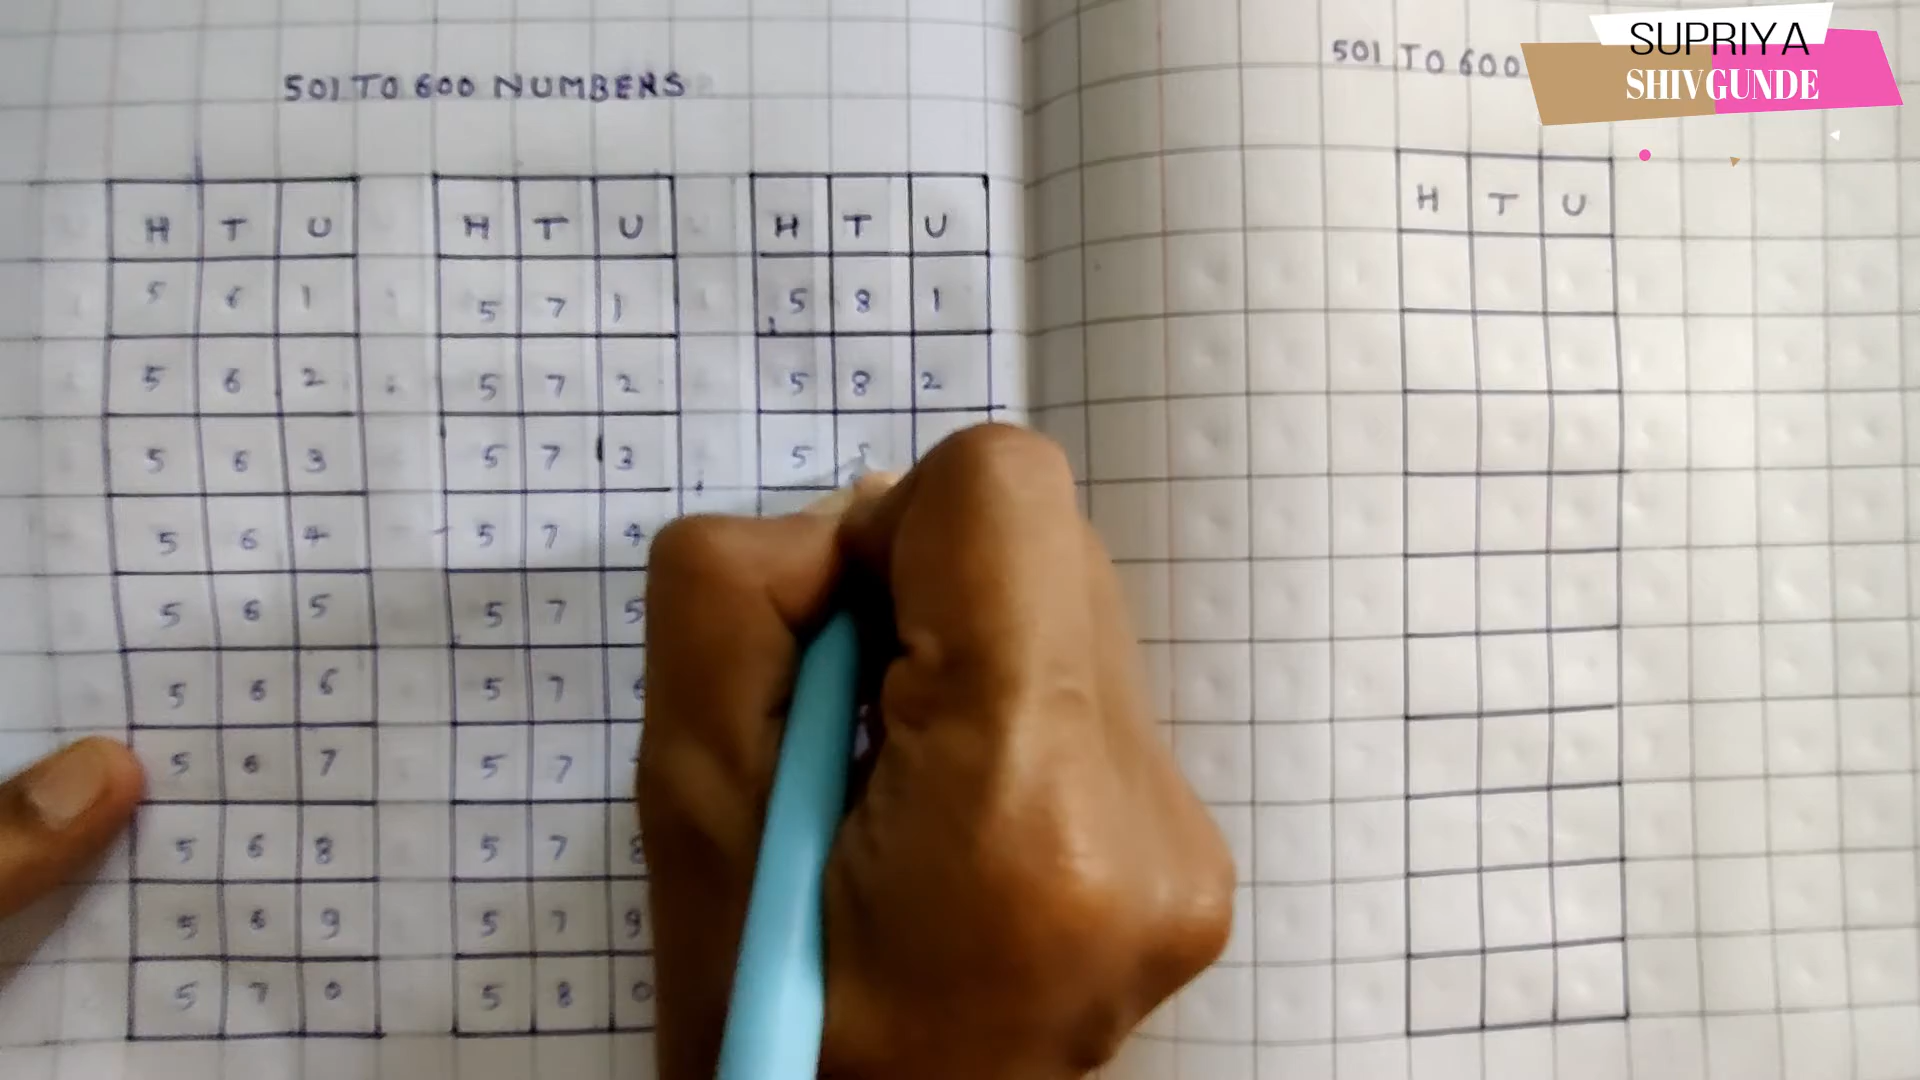 501 TO 600 NUMBERS
H T U
5 6 1
5 6 2
5 6 3
5 6 4
5 6 5
5 6 6
5 6 7
5 6 8
5 6 9
5 7 0
H T U
5 7 1
5 7 2
5 7 3
5 7 4
5 7 5
5 7 6
5 7
5 7 8
5 7 9
5 8 0
H T U
5 8 1
5 8 2
5
501 TO 600
H T U
SUPRIYA
SHIVGUNDE